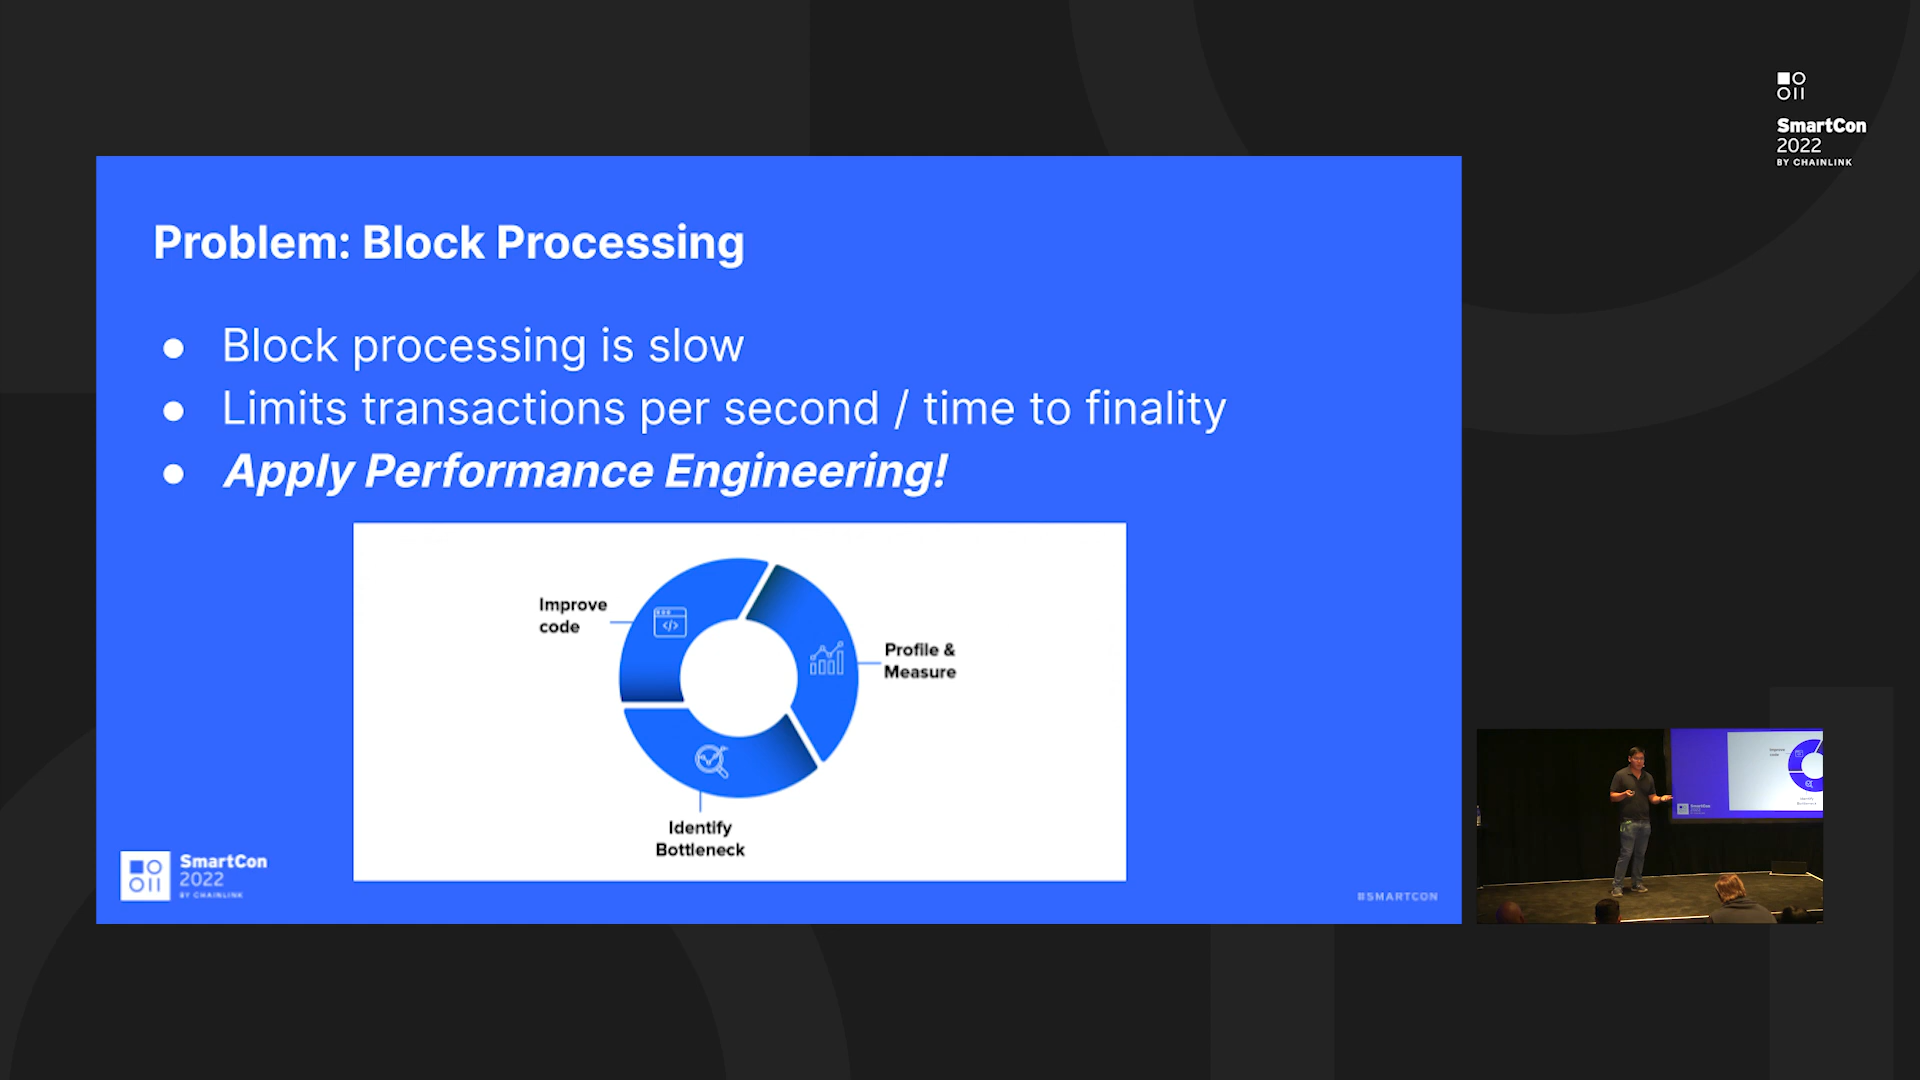 SmartCon
2022
BY CHAINLINK
Problem: Block Processing
● Block processing is slow
● Limits transactions per second / time to finality
● Apply Performance Engineering!
Improve
code
Profile &
Measure
Identify
Bottleneck
SmartCon
2022
BY CHAINLINK
#SMARTCON